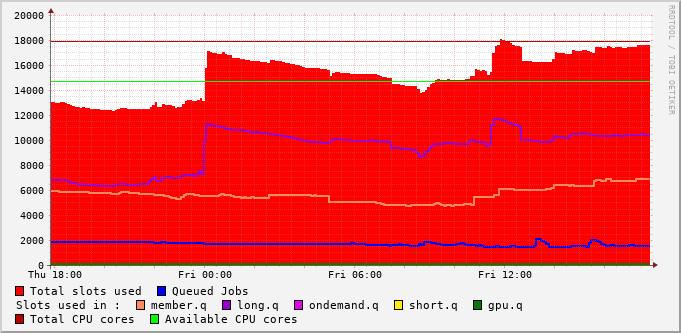 20000
18000
16000
14000
12000
10000
8000
6000
4000
2000
0
Thu 18:00 Fri 00:00 Fri 06:00 Fri 12:00
RRDTOOL / TOBI OETIKER
Total slots used Queued Jobs
Slots used in : member.q long.q ondemand.q short.q gpu.q
Total CPU cores Available CPU cores